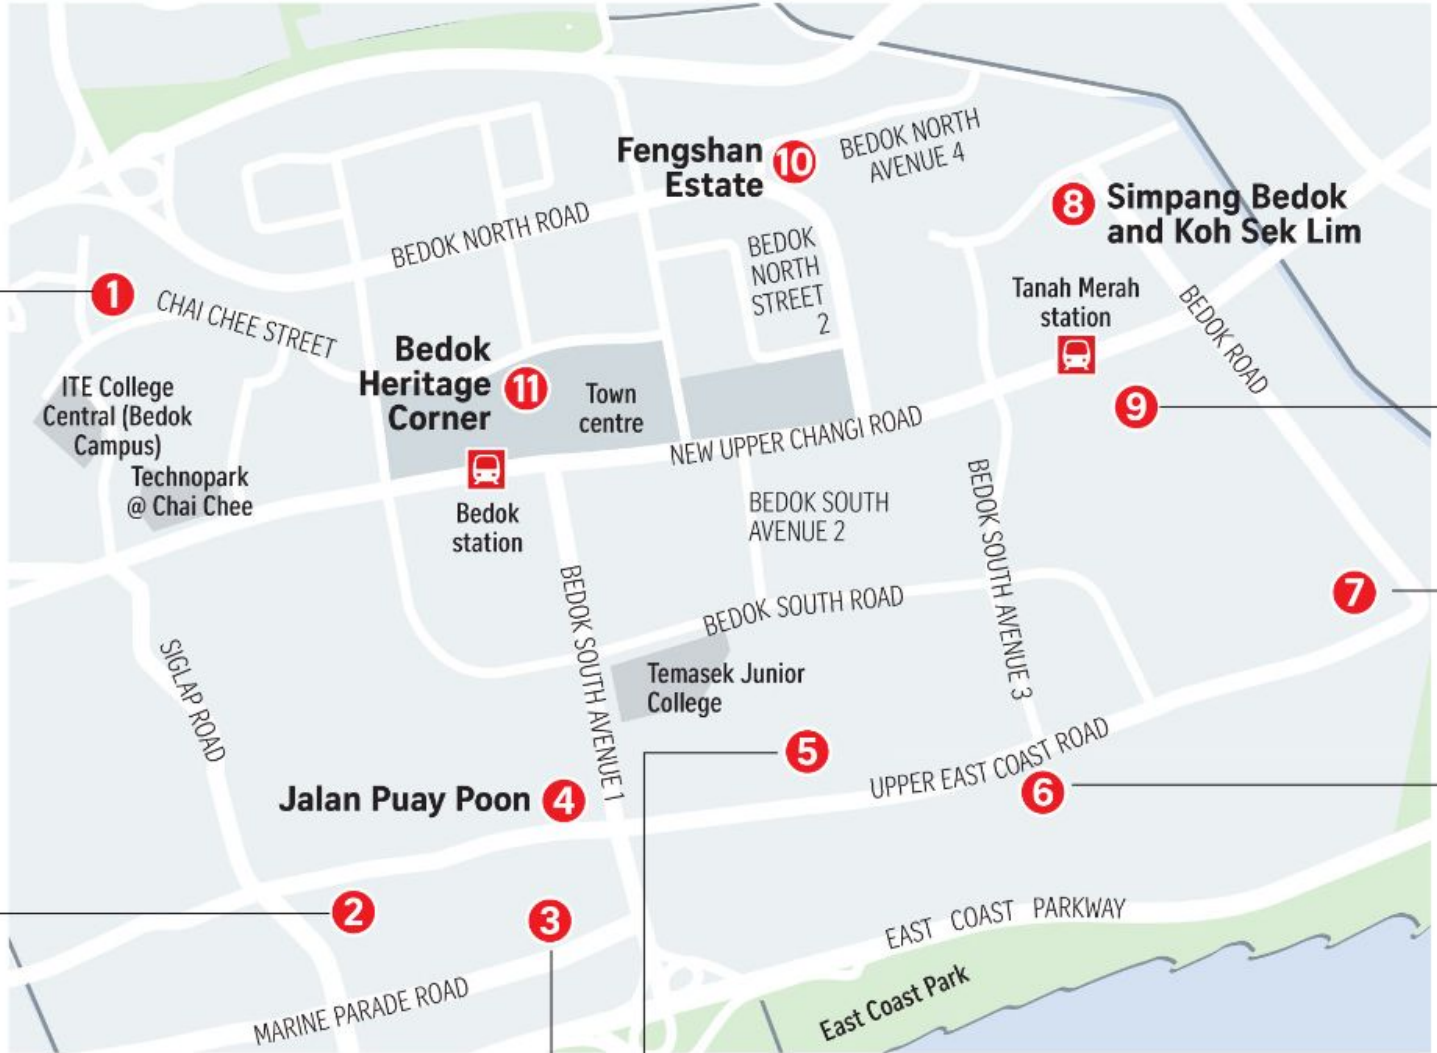 Fengshan
Estate
10
BEDOK NORTH
AVENUE 4
8
Simpang Bedok
and Koh Sek Lim
BEDOK NORTH ROAD
BEDOK
NORTH
STREET
2
Tanah Merah
station
BEDOK ROAD
1
CHAI CHEE STREET
Bedok
Heritage
Corner
11
Town
centre
ITE College
Central (Bedok
Campus)
Technopark
@ Chai Chee
9
NEW UPPER CHANGI ROAD
Bedok
station
BEDOK SOUTH
AVENUE 2
BEDOK SOUTH AVENUE 3
BEDOK SOUTH AVENUE 1
BEDOK SOUTH ROAD
7
SIGLAP ROAD
Temasek Junior
College
5
Jalan Puay Poon
4
UPPER EAST COAST ROAD
6
2
3
EAST COAST PARKWAY
East Coast Park
MARINE PARADE ROAD